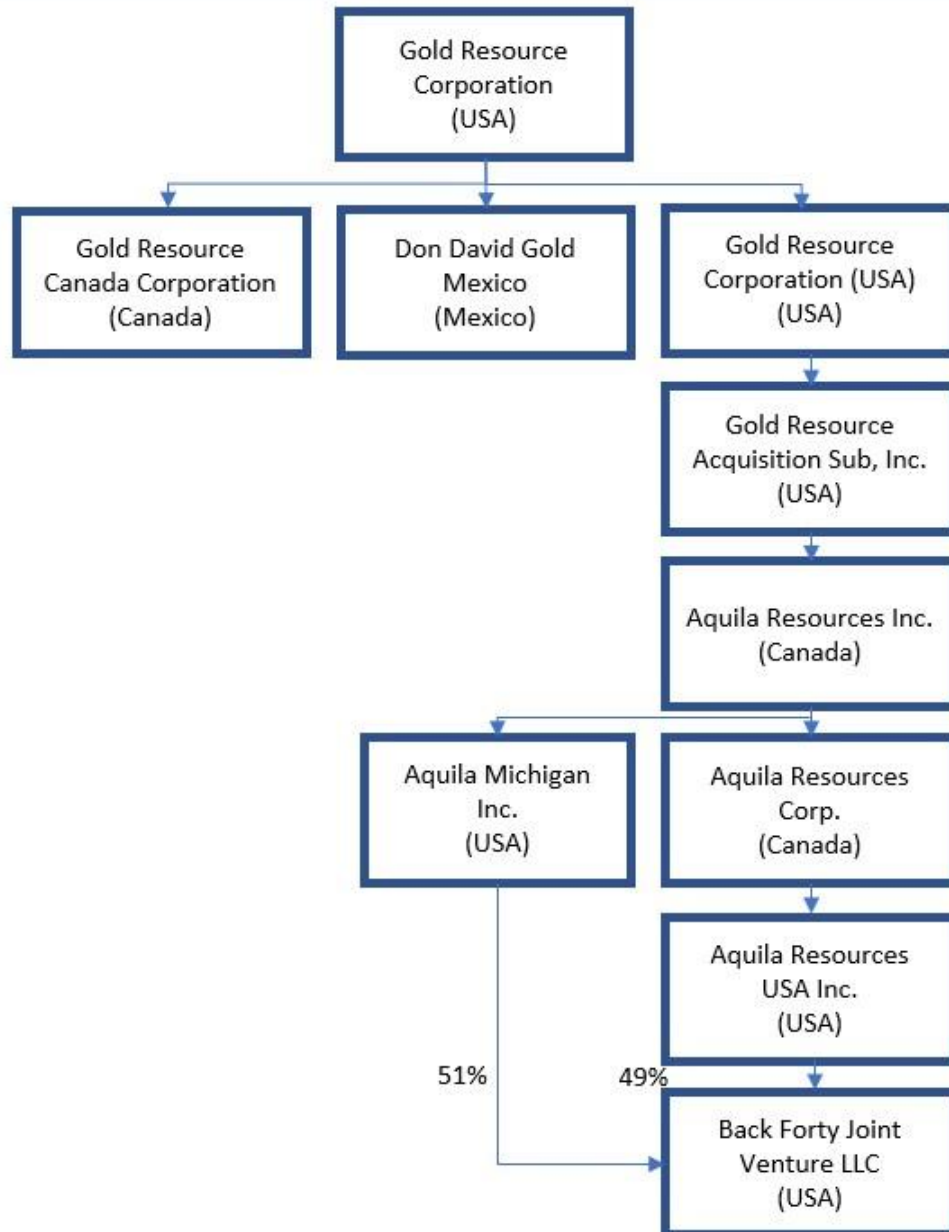 Gold Resource
Corporation
(USA)
Gold Resource
Canada Corporation
(Canada)
Don David Gold
Mexico
(Mexico)
Gold Resource
Corporation (USA)
(USA)
Gold Resource
Acquisition Sub, Inc.
(USA)
Aquila Resources Inc.
(Canada)
Aquila Michigan
Inc.
(USA)
Aquila Resources
Corp.
(Canada)
Aquila Resources
USA Inc.
(USA)
51%
49%
Back Forty Joint
Venture LLC
(USA)